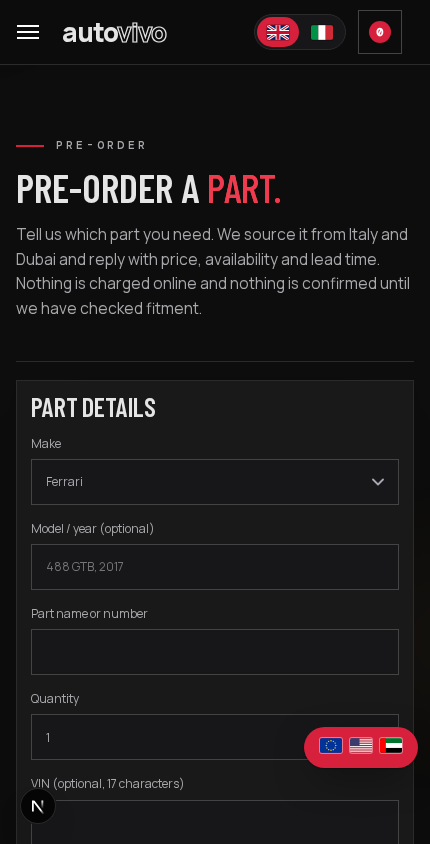 autovivo
0
PRE-ORDER
PRE-ORDER A PART.
Tell us which part you need. We source it from Italy and
Dubai and reply with price, availability and lead time.
Nothing is charged online and nothing is confirmed until
we have checked fitment.
PART DETAILS
Make
Ferrari
Model / year (optional)
488 GTB, 2017
Part name or number
Quantity
1
VIN (optional, 17 characters)
N